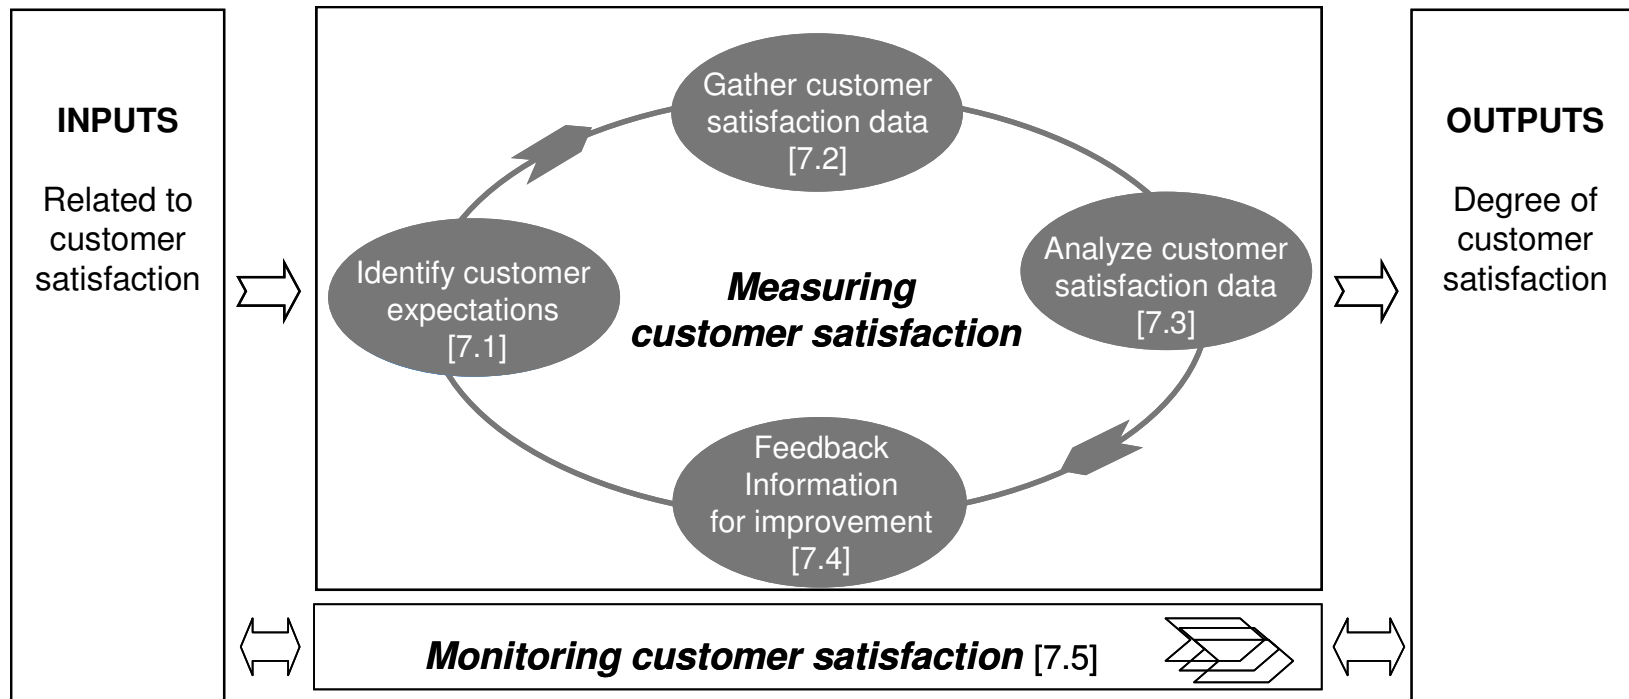 INPUTS
Related to
customer
satisfaction
Gather customer
satisfaction data
[7.2]
Identify customer
expectations
[7.1]
Measuring
customer satisfaction
Analyze customer
satisfaction data
[7.3]
Feedback
Information
for improvement
[7.4]
Monitoring customer satisfaction [7.5]
OUTPUTS
Degree of
customer
satisfaction